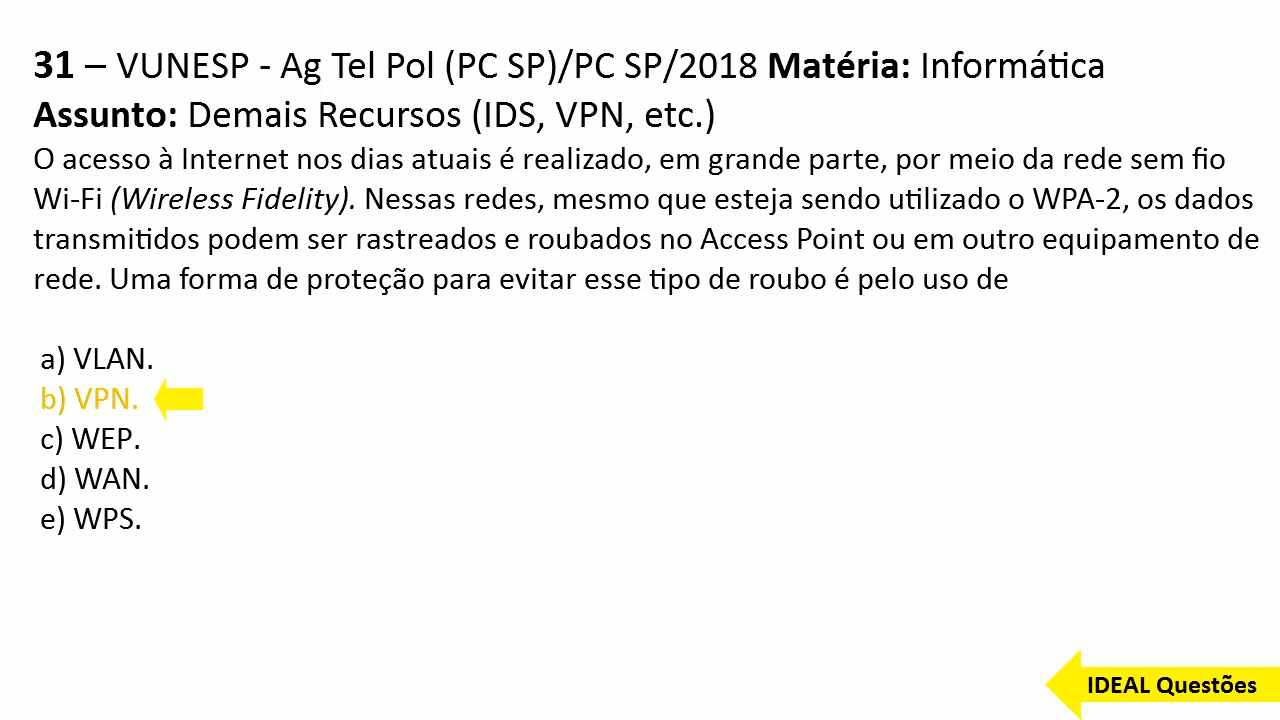 31 – VUNESP - Ag Tel Pol (PC SP)/PC SP/2018 Matéria: Informática
Assunto: Demais Recursos (IDS, VPN, etc.)
O acesso à Internet nos dias atuais é realizado, em grande parte, por meio da rede sem fio
Wi-Fi (Wireless Fidelity). Nessas redes, mesmo que esteja sendo utilizado o WPA-2, os dados
transmitidos podem ser rastreados e roubados no Access Point ou em outro equipamento de
rede. Uma forma de proteção para evitar esse tipo de roubo é pelo uso de
a) VLAN.
b) VPN.
c) WEP.
d) WAN.
e) WPS.
IDEAL Questões